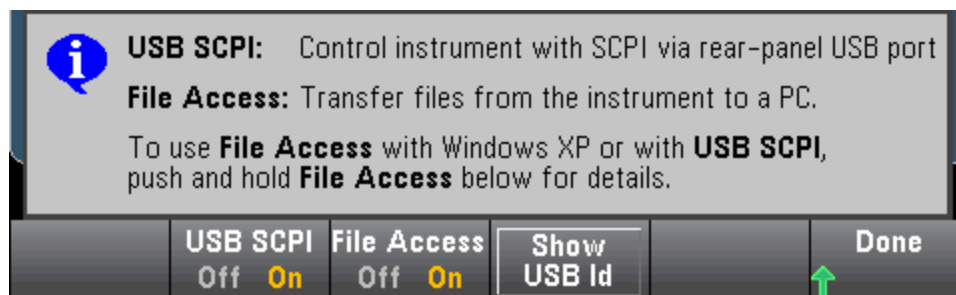 i
USB SCPI: Control instrument with SCPI via rear-panel USB port
File Access: Transfer files from the instrument to a PC.
To use File Access with Windows XP or with USB SCPI,
push and hold File Access below for details.
USB SCPI File Access Show Done
Off On Off On USB Id